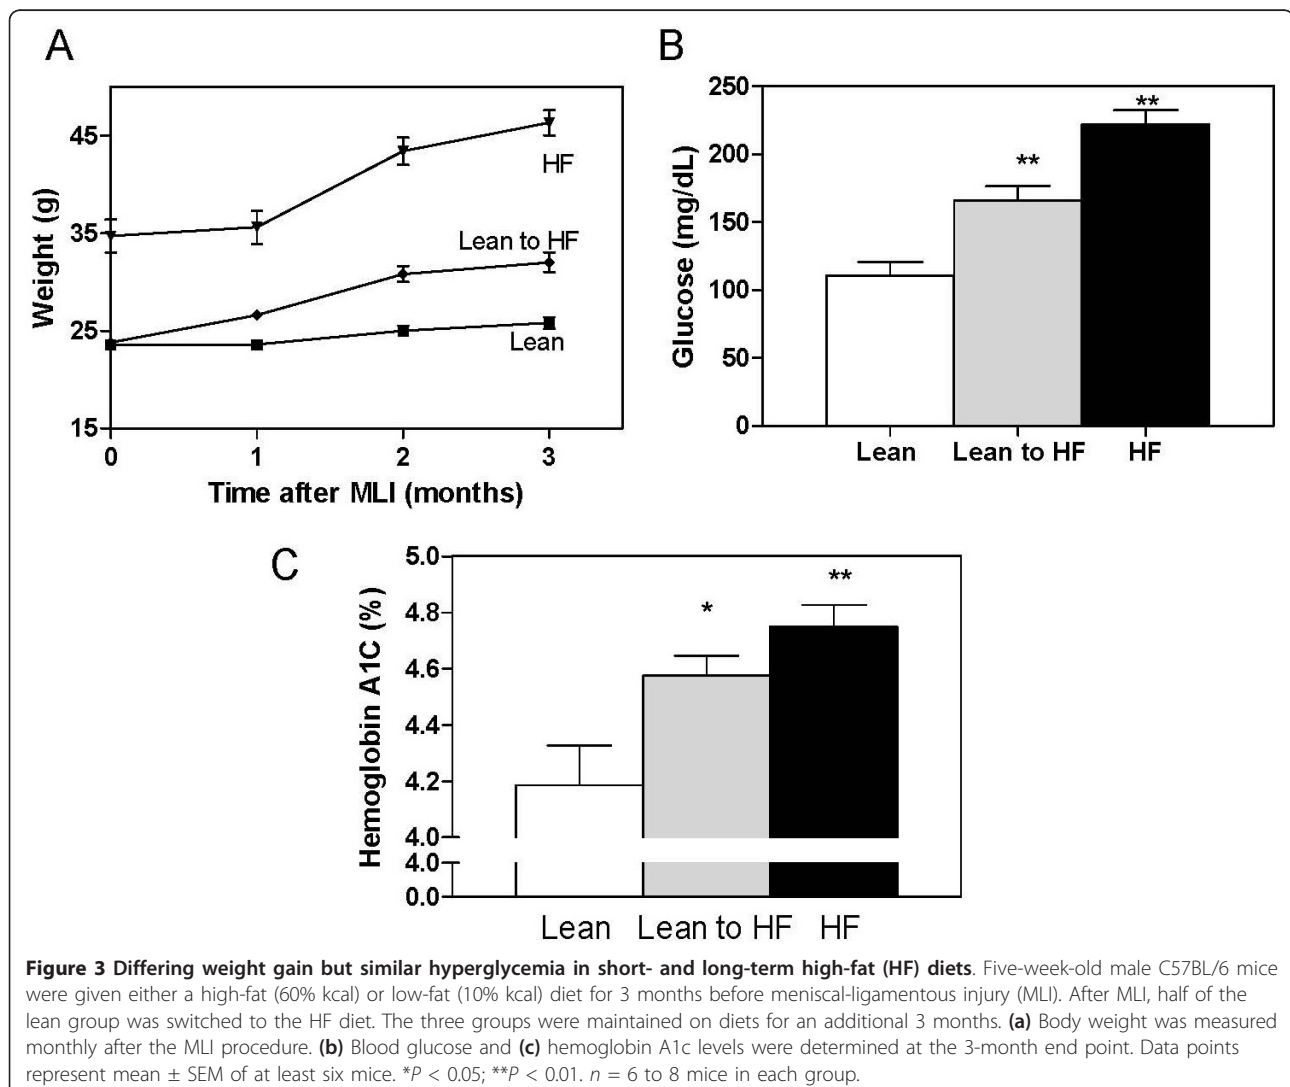 A
45
35
25
15
Weight (g)
HF
Lean to HF
Lean
0 1 2 3
Time after MLI (months)
B
**
**
250
200
150
100
50
0
Glucose (mg/dL)
Lean Lean to HF HF
C
*
**
5.0
4.8
4.6
4.4
4.2
4.0
4.0
0.0
Hemoglobin A1C (%)
Lean Lean to HF HF
Figure 3 Differing weight gain but similar hyperglycemia in short- and long-term high-fat (HF) diets. Five-week-old male C57BL/6 mice
were given either a high-fat (60% kcal) or low-fat (10% kcal) diet for 3 months before meniscal-ligamentous injury (MLI). After MLI, half of the
lean group was switched to the HF diet. The three groups were maintained on diets for an additional 3 months. (a) Body weight was measured
monthly after the MLI procedure. (b) Blood glucose and (c) hemoglobin A1c levels were determined at the 3-month end point. Data points
represent mean ± SEM of at least six mice. *P < 0.05; **P < 0.01. n = 6 to 8 mice in each group.